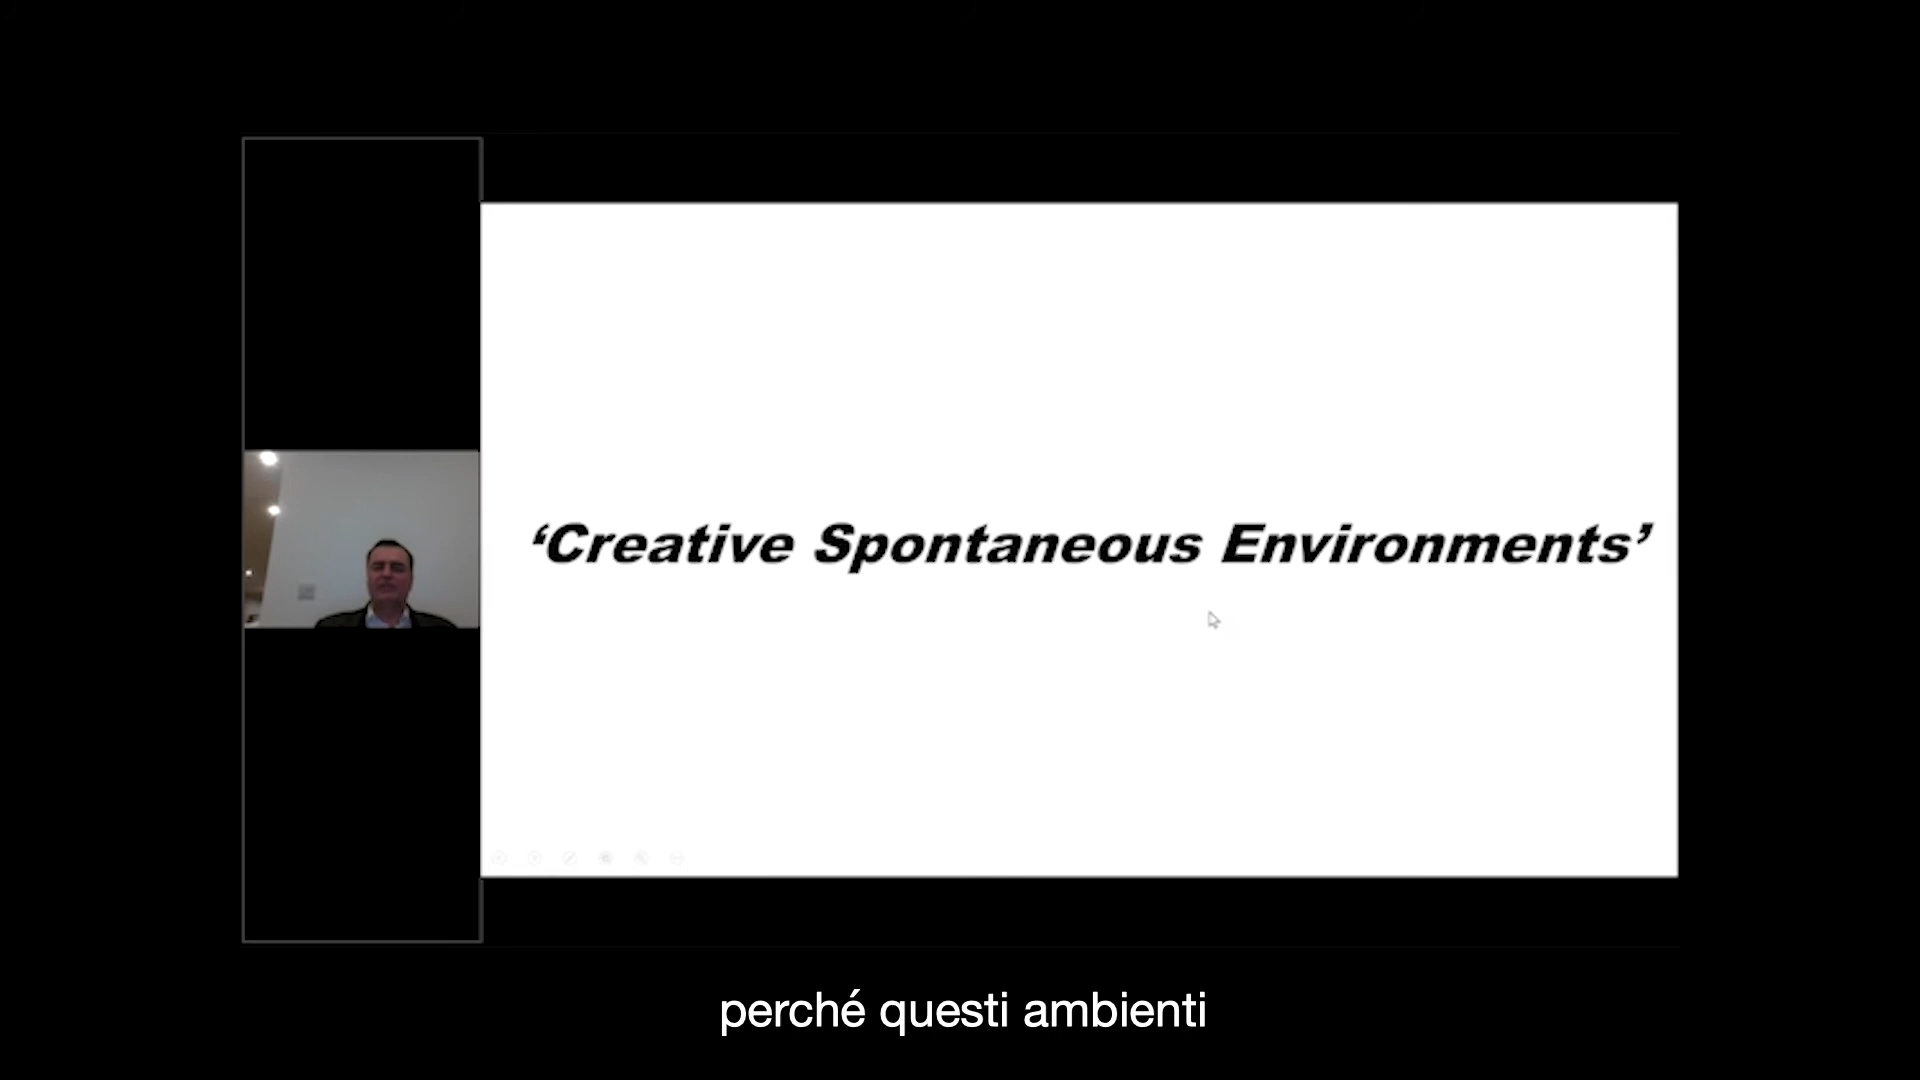 ‘Creative Spontaneous Environments’
perché questi ambienti